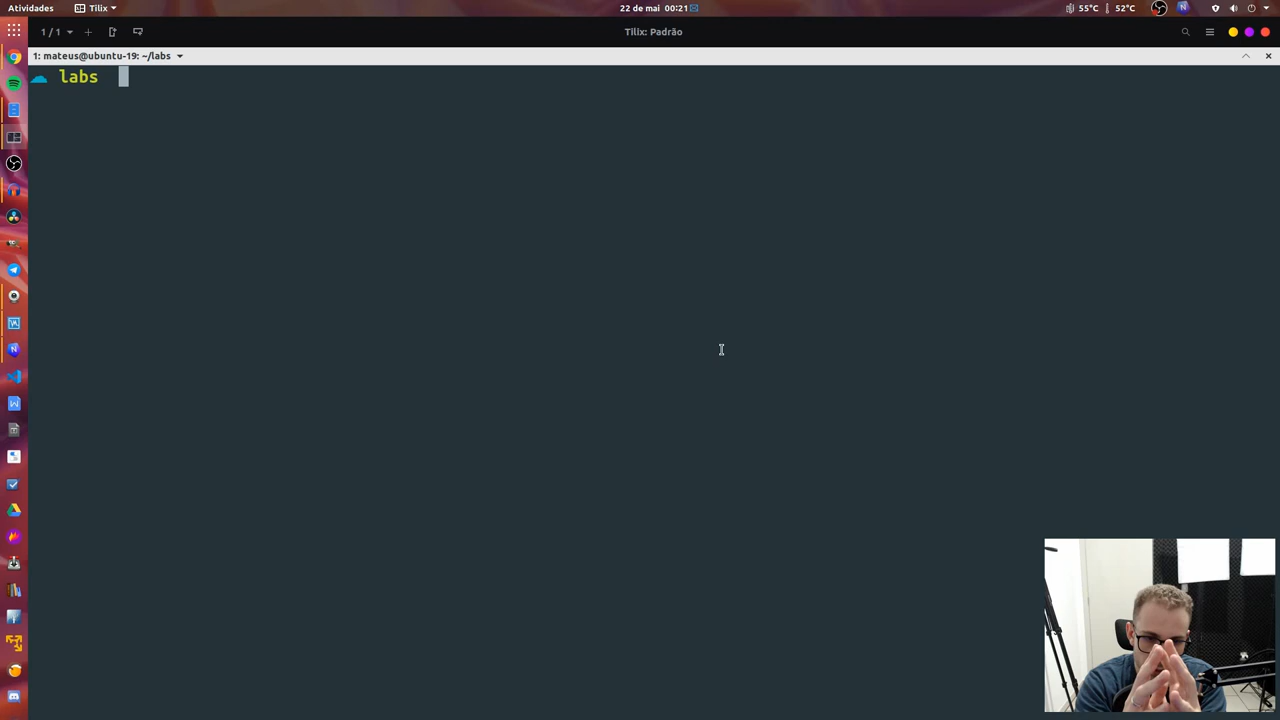 Atividades
Tilix
22 de mai 00:21
55°C
52°C
1 / 1
Tilix: Padrão
1: mateus@ubuntu-19: ~/labs
labs